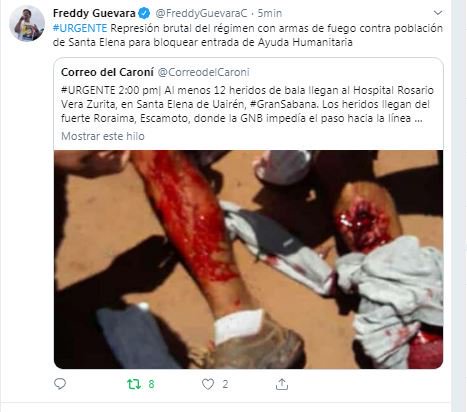 Freddy Guevara @FreddyGuevaraC · 5min
#URGENTE Represión brutal del régimen con armas de fuego contra población
de Santa Elena para bloquear entrada de Ayuda Humanitaria
Correo del Caroní @CorreodelCaroni
#URGENTE 2:00 pm| Al menos 12 heridos de bala llegan al Hospital Rosario
Vera Zurita, en Santa Elena de Uairén, #GranSabana. Los heridos llegan del
fuerte Roraima, Escamoto, donde la GNB impedía el paso hacia la línea ...
Mostrar este hilo
8 2